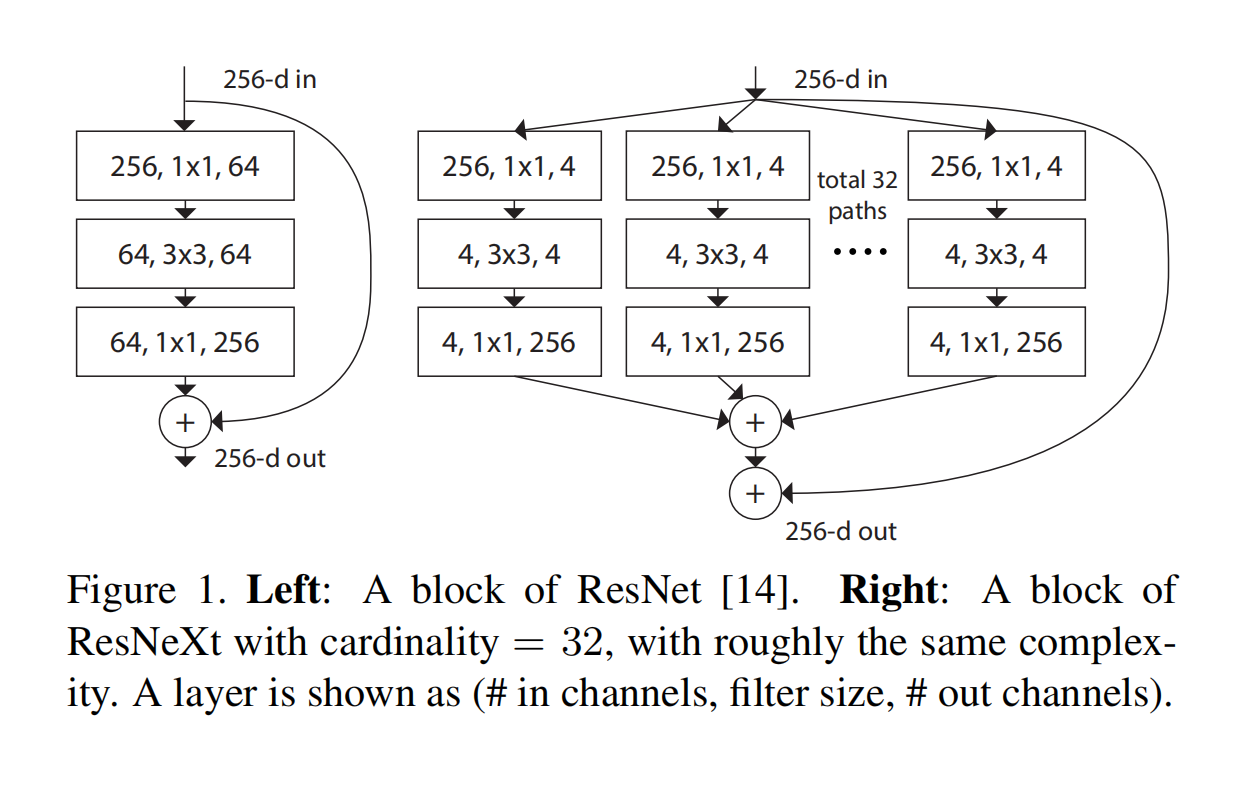 256-d in
256, 1x1, 64
64, 3x3, 64
64, 1x1, 256
+
256-d out
256-d in
256, 1x1, 4
256, 1x1, 4
256, 1x1, 4
total 32
paths
....
4, 3x3, 4
4, 3x3, 4
4, 3x3, 4
4, 1x1, 256
4, 1x1, 256
4, 1x1, 256
+
+
256-d out
Figure 1. Left: A block of ResNet [14]. Right: A block of
ResNeXt with cardinality = 32, with roughly the same complex-
ity. A layer is shown as (# in channels, filter size, # out channels).